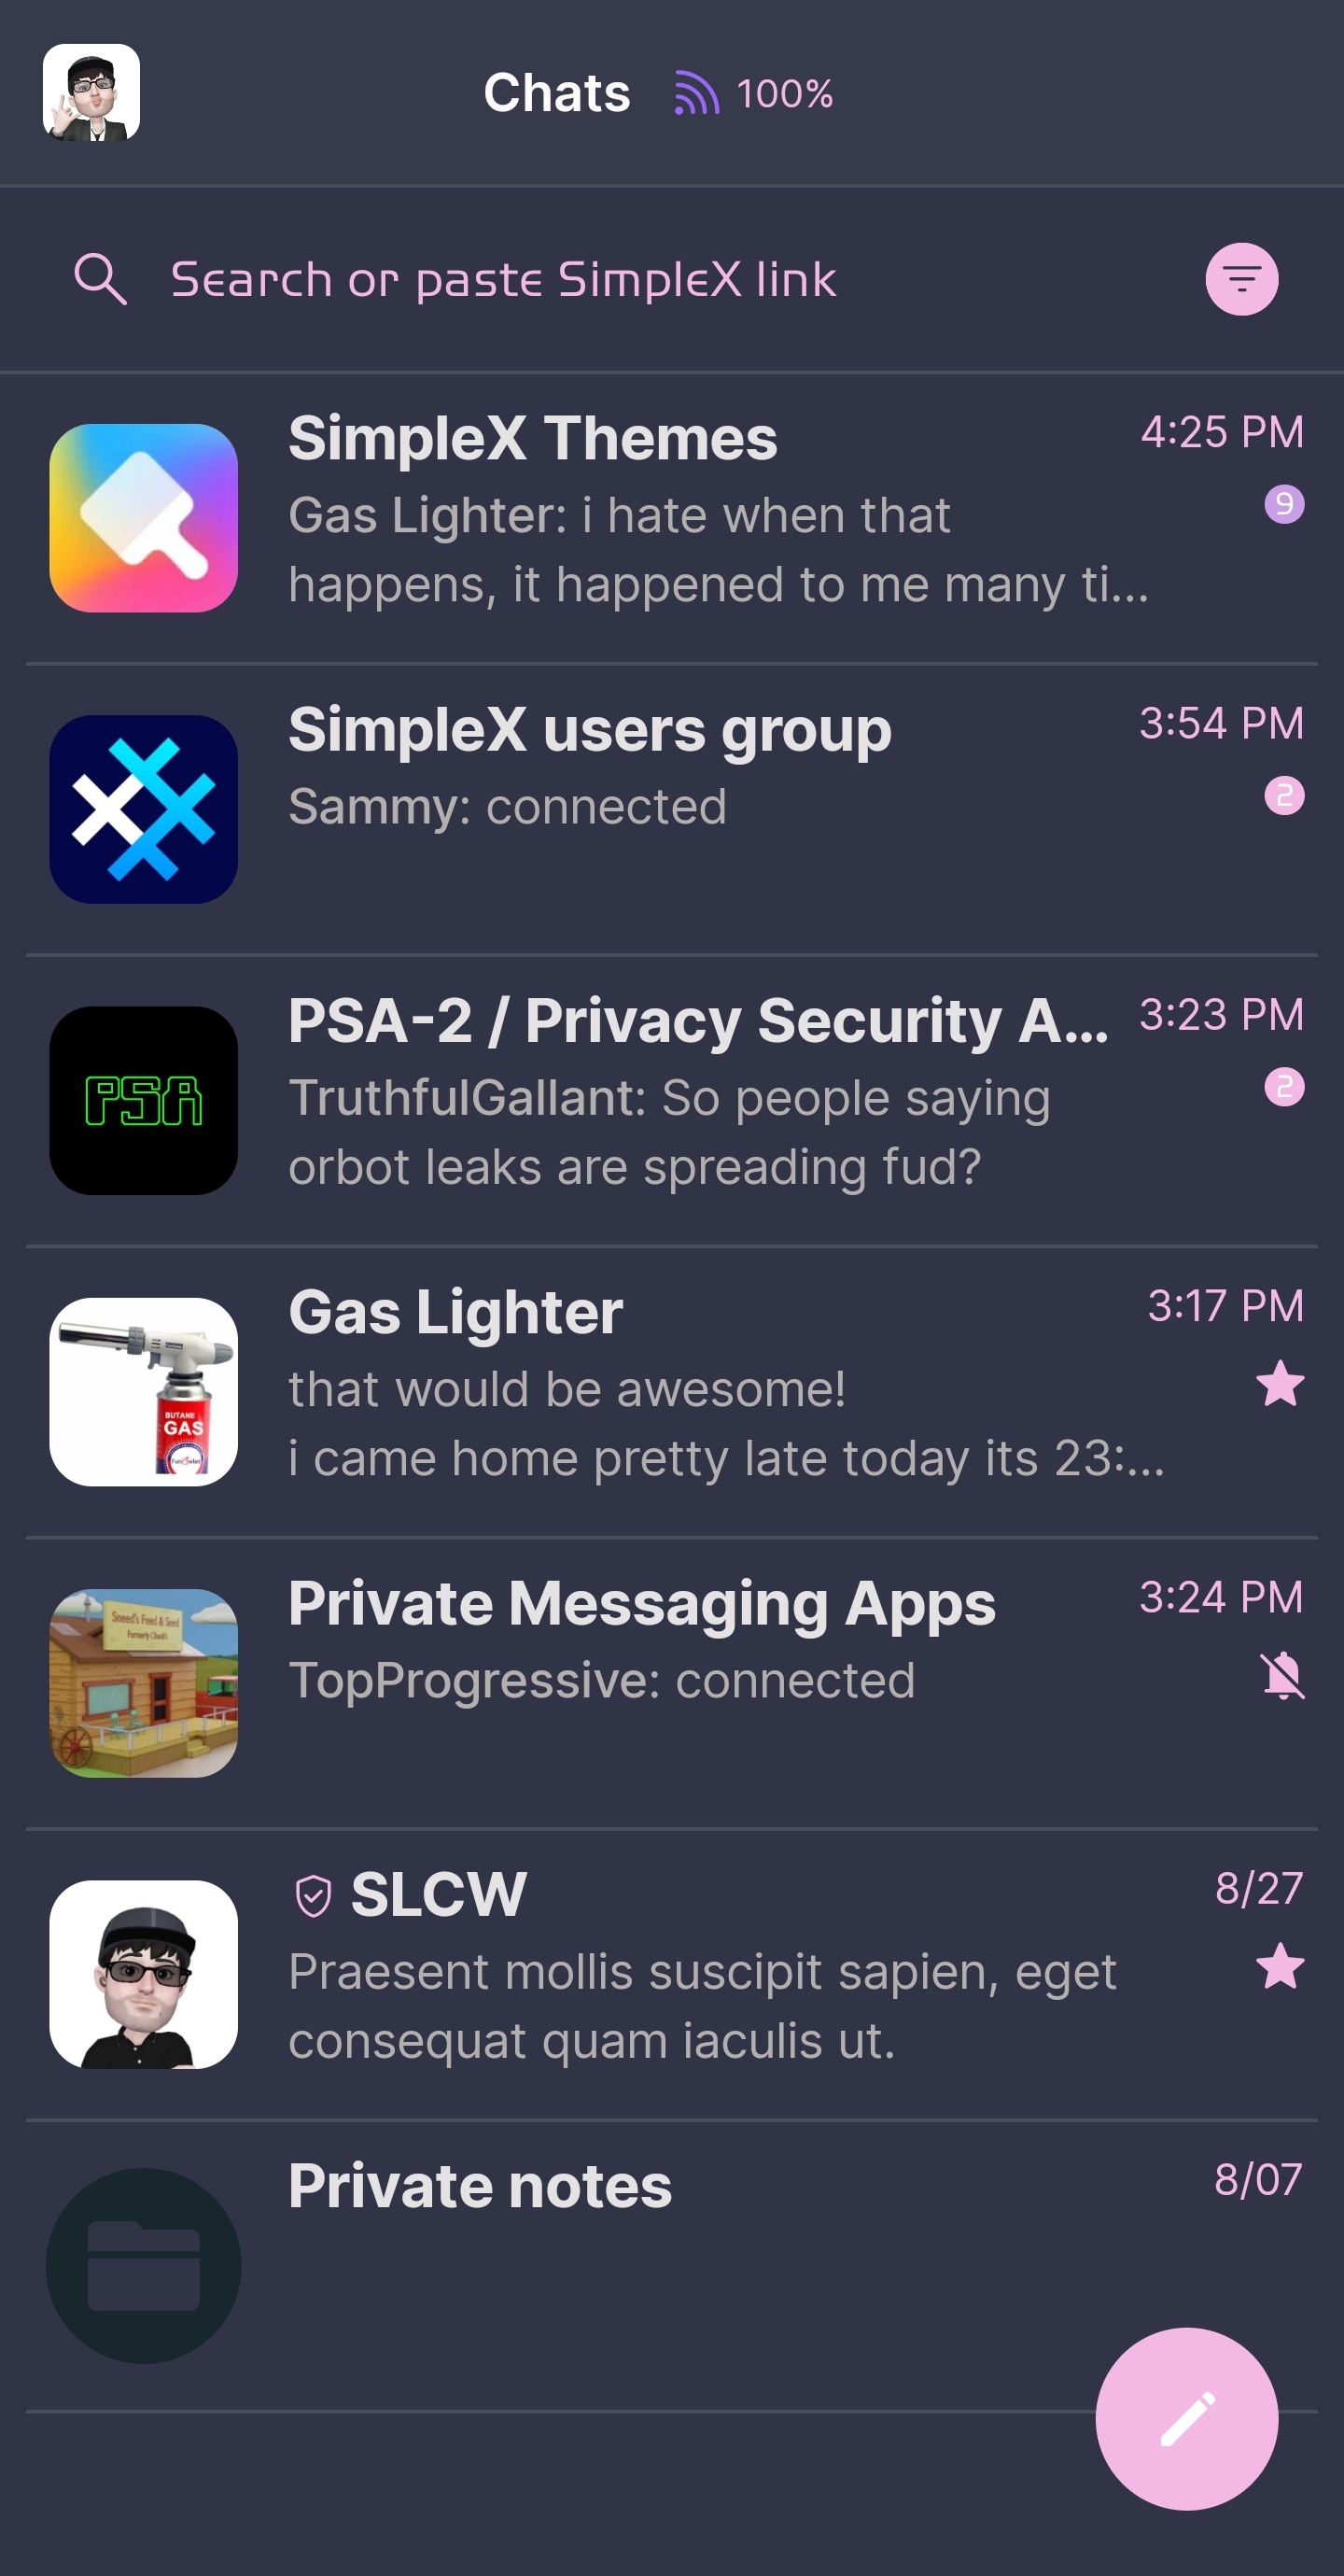 Chats 100%
Search or paste SimpleX link
SimpleX Themes 4:25 PM
Gas Lighter: i hate when that 9
happens, it happened to me many ti...
SimpleX users group 3:54 PM
Sammy: connected 2
PSA-2 / Privacy Security A... 3:23 PM
PSA
TruthfulGallant: So people saying 2
orbot leaks are spreading fud?
Gas Lighter 3:17 PM
that would be awesome!
BUTANE
GAS
i came home pretty late today its 23:...
Private Messaging Apps 3:24 PM
Sneed's Feed & Seed
Formerly Chuck's
TopProgressive: connected
SLCW 8/27
Praesent mollis suscipit sapien, eget
consequat quam iaculis ut.
Private notes 8/07